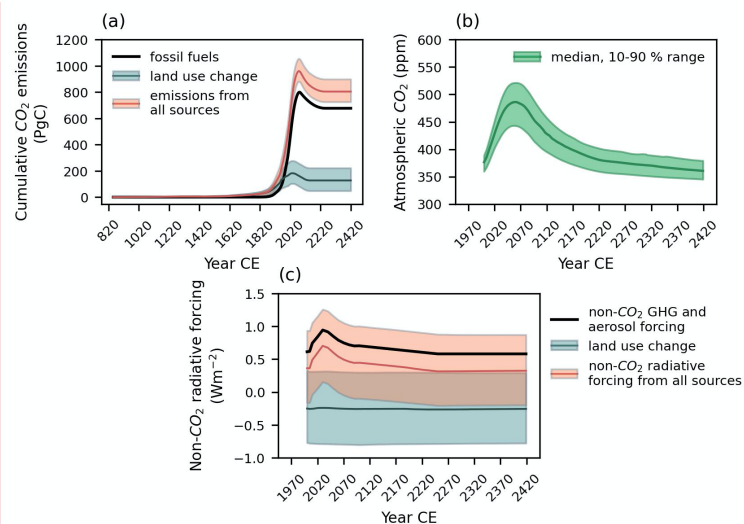 (a)
Cumulative CO2 emissions
(PgC)
1200
1000
800
600
400
200
0
fossil fuels
land use change
emissions from
all sources
820
1020
1220
1420
1620
1820
2020
2220
2420
Year CE
(b)
Atmospheric CO2 (ppm)
600
550
500
450
400
350
300
median, 10-90 % range
1970
2020
2070
2120
2170
2220
2270
2320
2370
2420
Year CE
(c)
Non-CO2 radiative forcing
(Wm−2)
1.5
1.0
0.5
0.0
−0.5
−1.0
1970
2020
2070
2120
2170
2220
2270
2320
2370
2420
Year CE
non-CO2 GHG and
aerosol forcing
land use change
non-CO2 radiative
forcing from all sources